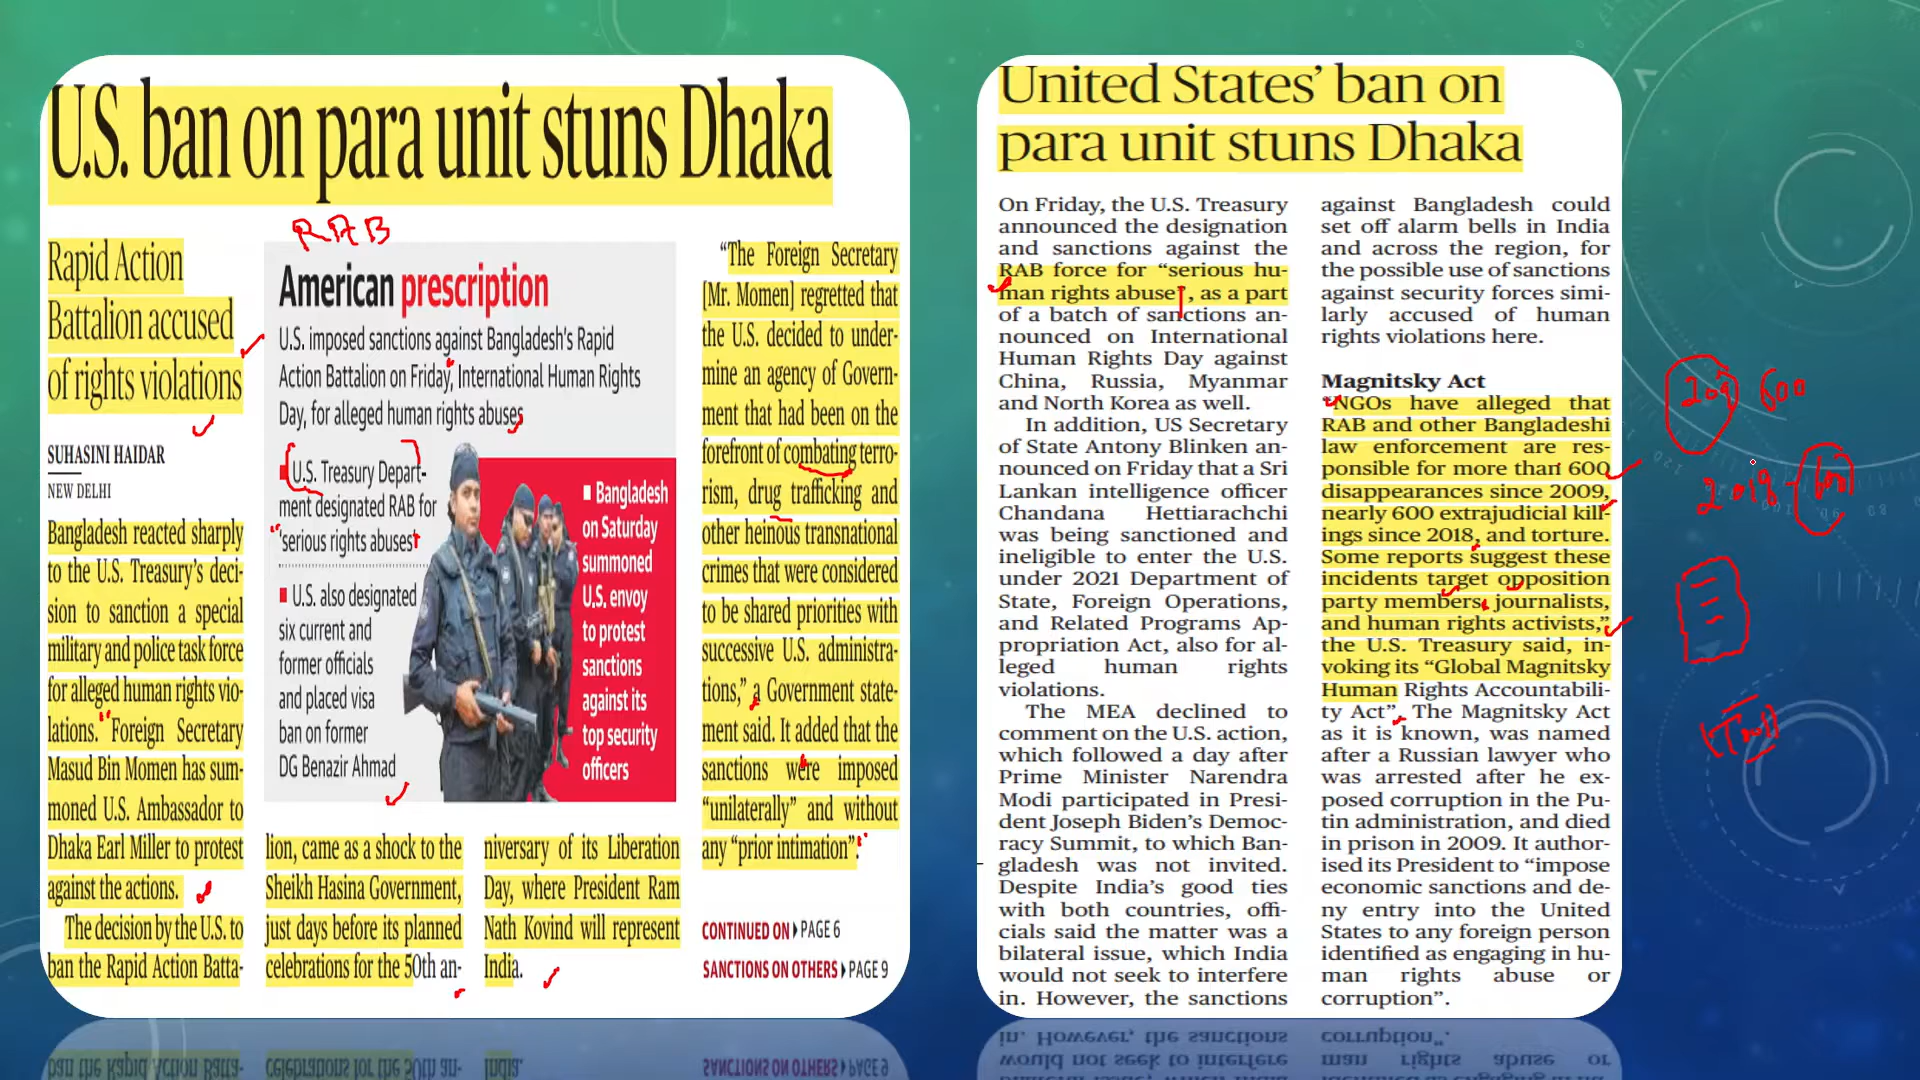 U.S. ban on para unit stuns Dhaka
Rapid Action
Battalion accused
of rights violations
SUHASINI HAIDAR
NEW DELHI
Bangladesh reacted sharply
to the U.S. Treasury's deci-
sion to sanction a special
military and police task force
for alleged human rights vio-
lations. Foreign Secretary
Masud Bin Momen has sum-
moned U.S. Ambassador to
Dhaka Earl Miller to protest
against the actions.
The decision by the U.S. to
ban the Rapid Action Batta-
RAB
American prescription
U.S. imposed sanctions against Bangladesh's Rapid
Action Battalion on Friday, International Human Rights
Day, for alleged human rights abuses
U.S. Treasury Depart-
ment designated RAB for
'serious rights abuses'
U.S. also designated
six current and
former officials
and placed visa
ban on former
DG Benazir Ahmad
Bangladesh
on Saturday
summoned
U.S. envoy
to protest
sanctions
against its
top security
officers
lion, came as a shock to the
Sheikh Hasina Government,
just days before its planned
celebrations for the 50th an-
niversary of its Liberation
Day, where President Ram
Nath Kovind will represent
India.
"The Foreign Secretary
[Mr. Momen] regretted that
the U.S. decided to under-
mine an agency of Govern-
ment that had been on the
forefront of combating terro-
rism, drug trafficking and
other heinous transnational
crimes that were considered
to be shared priorities with
successive U.S. administra-
tions," a Government state-
ment said. It added that the
sanctions were imposed
"unilaterally" and without
any "prior intimation".
CONTINUED ON PAGE 6
SANCTIONS ON OTHERS PAGE 9
United States' ban on
para unit stuns Dhaka
On Friday, the U.S. Treasury
announced the designation
and sanctions against the
RAB force for "serious hu-
man rights abuse", as a part
of a batch of sanctions an-
nounced on International
Human Rights Day against
China, Russia, Myanmar
and North Korea as well.
In addition, US Secretary
of State Antony Blinken an-
nounced on Friday that a Sri
Lankan intelligence officer
Chandana Hettiarachchi
was being sanctioned and
ineligible to enter the U.S.
under 2021 Department of
State, Foreign Operations,
and Related Programs Ap-
propriation Act, also for al-
leged human rights
violations.
The MEA declined to
comment on the U.S. action,
which followed a day after
Prime Minister Narendra
Modi participated in Presi-
dent Joseph Biden's Democ-
racy Summit, to which Ban-
gladesh was not invited.
Despite India's good ties
with both countries, offi-
cials said the matter was a
bilateral issue, which India
would not seek to interfere
in. However, the sanctions
against Bangladesh could
set off alarm bells in India
and across the region, for
the possible use of sanctions
against security forces simi-
larly accused of human
rights violations here.
Magnitsky Act
"NGOs have alleged that
RAB and other Bangladeshi
law enforcement are res-
ponsible for more than 600
disappearances since 2009,
nearly 600 extrajudicial kill-
ings since 2018, and torture.
Some reports suggest these
incidents target opposition
party members, journalists,
and human rights activists,"
the U.S. Treasury said, in-
voking its "Global Magnitsky
Human Rights Accountabili-
ty Act". The Magnitsky Act
as it is known, was named
after a Russian lawyer who
was arrested after he ex-
posed corruption in the Pu-
tin administration, and died
in prison in 2009. It author-
ised its President to "impose
economic sanctions and de-
ny entry into the United
States to any foreign person
identified as engaging in hu-
man rights abuse or
corruption".
600
2018 -